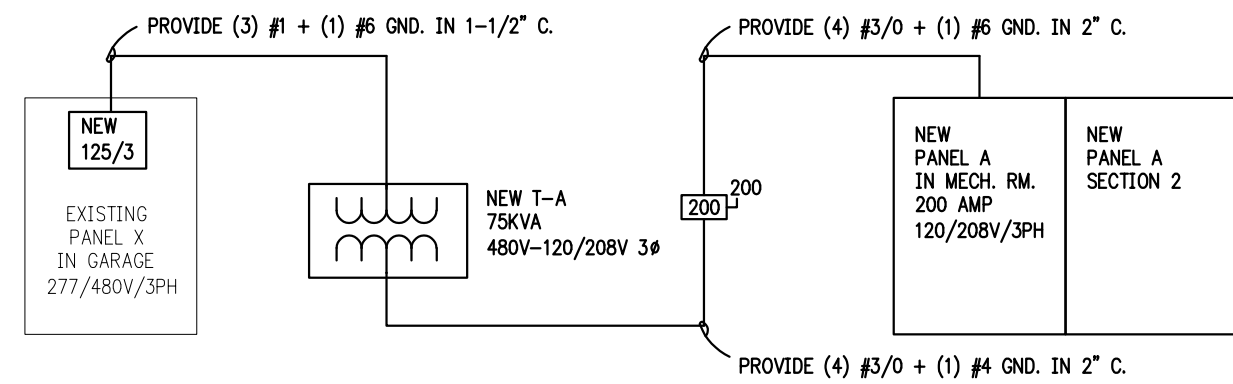 PROVIDE (3) #1 + (1) #6 GND. IN 1-1/2" C.
NEW
125/3
EXISTING
PANEL X
IN GARAGE
277/480V/3PH
NEW T-A
75KVA
480V-120/208V 3ø
PROVIDE (4) #3/0 + (1) #6 GND. IN 2" C.
200
200
PROVIDE (4) #3/0 + (1) #4 GND. IN 2" C.
NEW
PANEL A
IN MECH. RM.
200 AMP
120/208V/3PH
NEW
PANEL A
SECTION 2